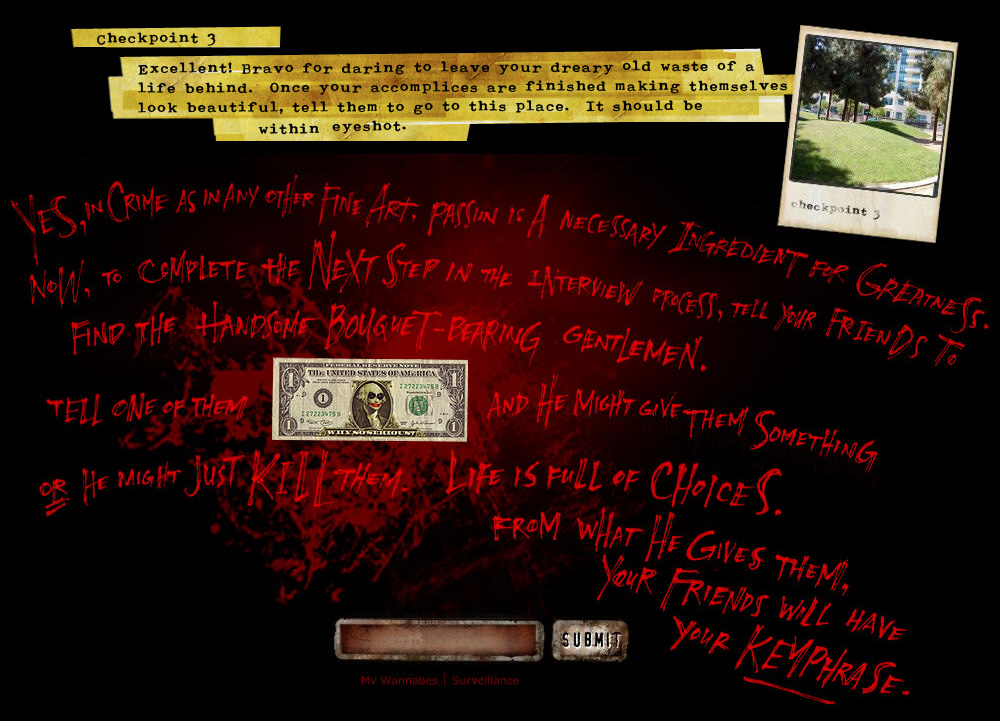 Checkpoint 3
Excellent! Bravo for daring to leave your dreary old waste of a
life behind. Once your accomplices are finished making themselves
look beautiful, tell them to go to this place. It should be
within eyeshot.
checkpoint 3
YES, IN CRIME AS IN ANY OTHER FINE ART, PASSION IS A NECESSARY INGREDIENT FOR GREATNESS.
NOW, TO COMPLETE THE NEXT STEP IN THE INTERVIEW PROCESS, TELL YOUR FRIENDS TO
FIND THE HANDSOME BOUQUET-BEARING GENTLEMEN.
FEDERAL RESERVE NOTE
THE UNITED STATES OF AMERICA
I 27223475 B
I 27223475 B
WHY SO SERIOUS?
TELL ONE OF THEM AND HE MIGHT GIVE THEM SOMETHING
OR HE MIGHT JUST KILL THEM. LIFE IS FULL OF CHOICES.
FROM WHAT HE GIVES THEM,
YOUR FRIENDS WILL HAVE
YOUR KEYPHRASE.
SUBMIT
My Wannabes | Surveillance